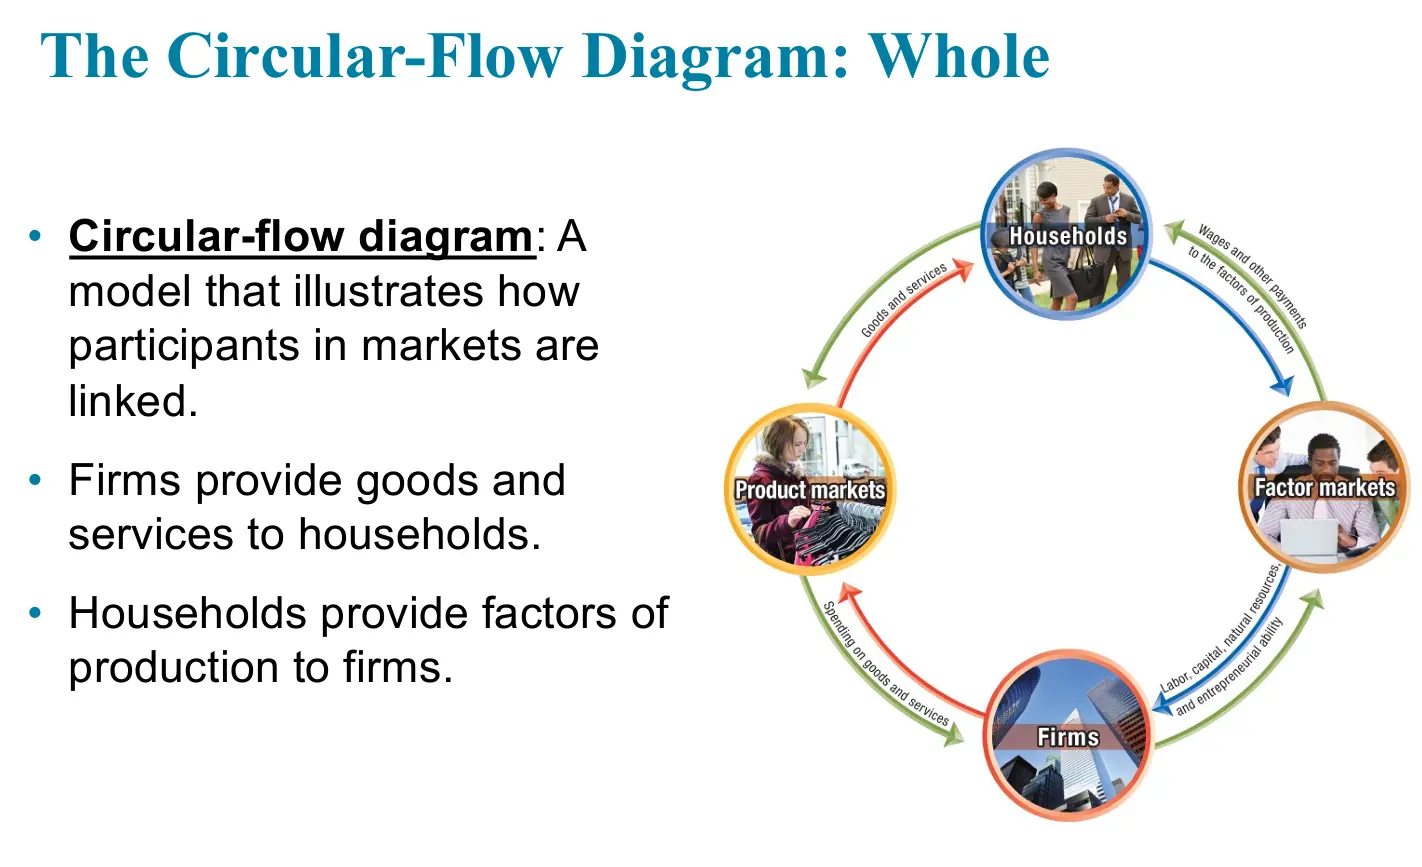 The Circular-Flow Diagram: Whole
• Circular-flow diagram: A
model that illustrates how
participants in markets are
linked.
• Firms provide goods and
services to households.
• Households provide factors of
production to firms.
Households
Goods and services
Wages and other payments
to the factors of production
Product markets
Factor markets
Spending on goods and services
Labor, capital, natural resources,
and entrepreneurial ability
Firms